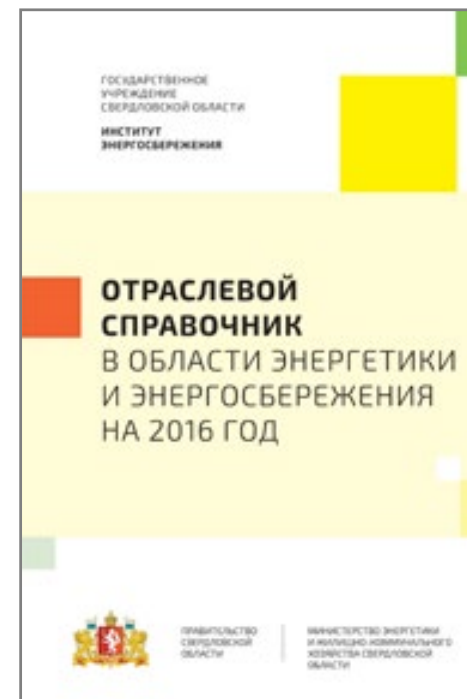 ГОСУДАРСТВЕННОЕ
УЧРЕЖДЕНИЕ
СВЕРДЛОВСКОЙ ОБЛАСТИ
ИНСТИТУТ
ЭНЕРГОСБЕРЕЖЕНИЯ
ОТРАСЛЕВОЙ
СПРАВОЧНИК
В ОБЛАСТИ ЭНЕРГЕТИКИ
И ЭНЕРГОСБЕРЕЖЕНИЯ
НА 2016 ГОД
ПРАВИТЕЛЬСТВО
СВЕРДЛОВСКОЙ
ОБЛАСТИ
МИНИСТЕРСТВО ЭНЕРГЕТИКИ
И ЖИЛИЩНО-КОММУНАЛЬНОГО
ХОЗЯЙСТВА СВЕРДЛОВСКОЙ
ОБЛАСТИ